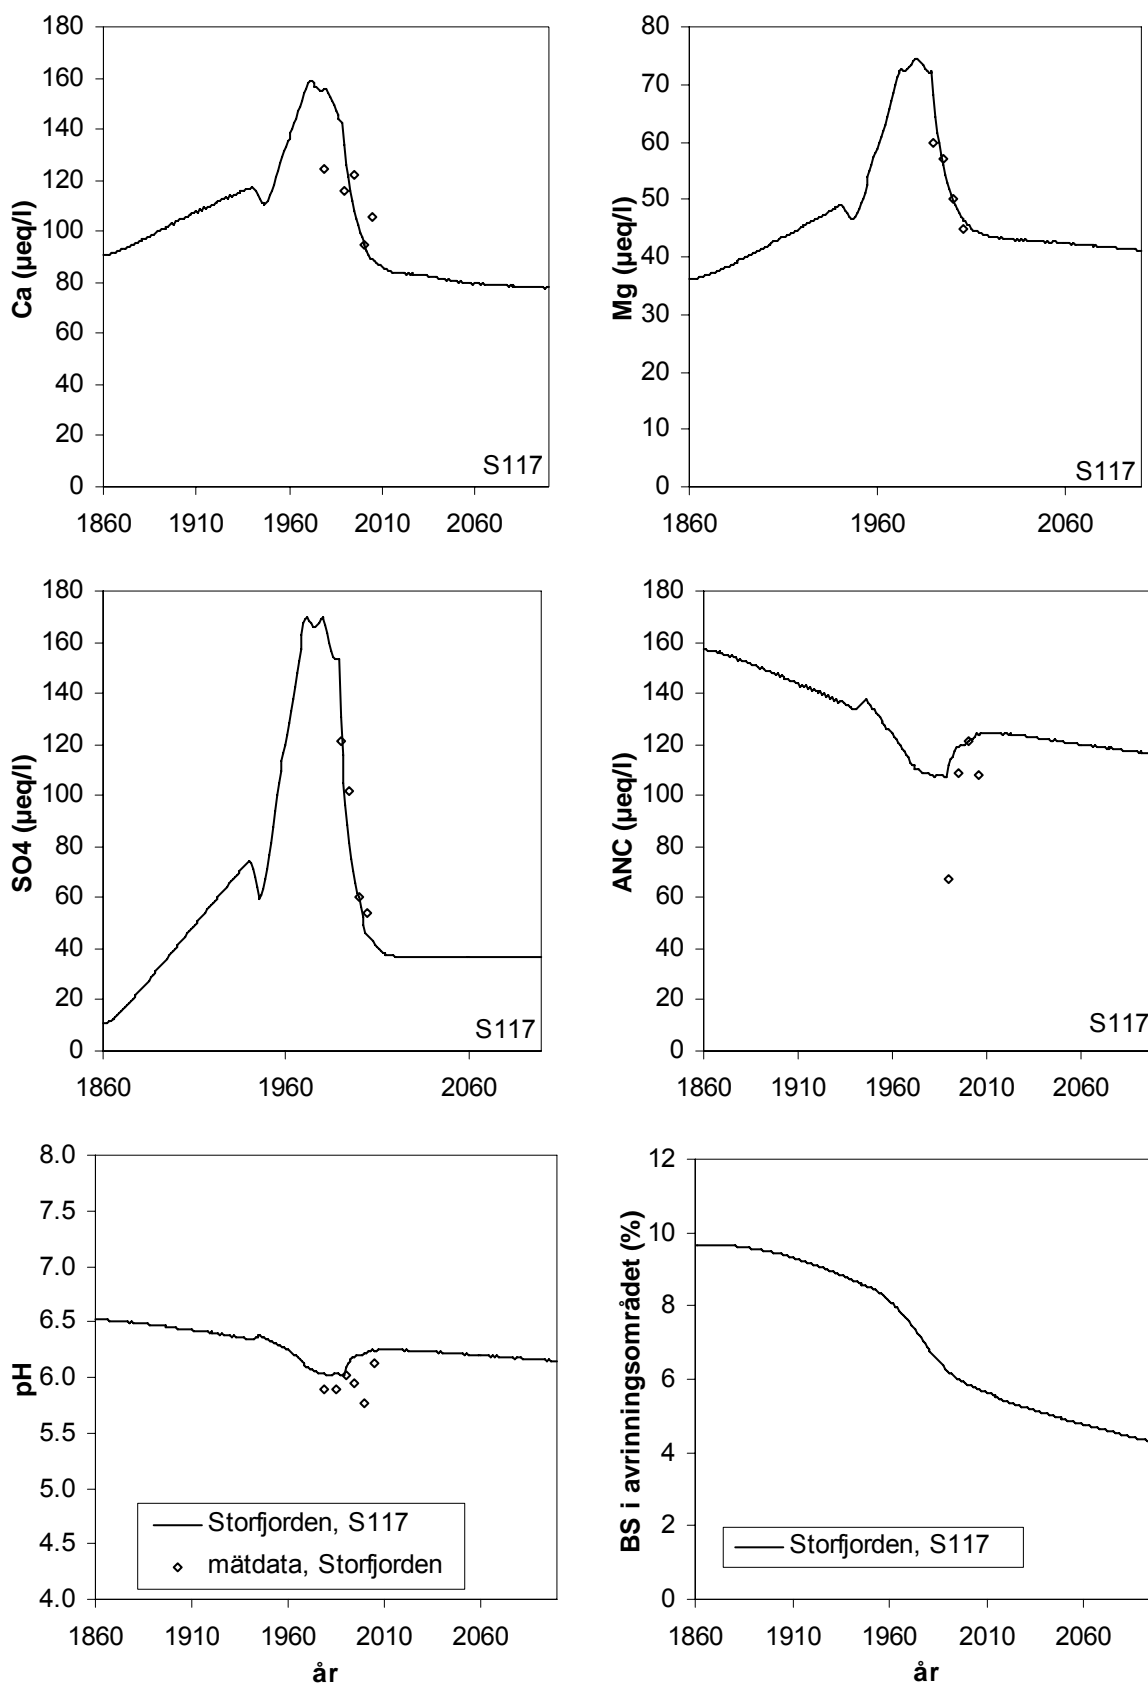 180
160
140
120
100
80
60
40
20
0
Ca (µeq/l)
1860 1910 1960 2010 2060
S117
80
70
60
50
40
30
20
10
0
Mg (µeq/l)
1860 1960 2060
S117
180
160
140
120
100
80
60
40
20
0
SO4 (µeq/l)
1860 1960 2060
S117
180
160
140
120
100
80
60
40
20
0
ANC (µeq/l)
1860 1910 1960 2010 2060
S117
8.0
7.5
7.0
6.5
6.0
5.5
5.0
4.5
4.0
pH
Storfjorden, S117
mätdata, Storfjorden
1860 1910 1960 2010 2060
år
12
10
8
6
4
2
0
BS i avrinningsområdet (%)
Storfjorden, S117
1860 1910 1960 2010 2060
år